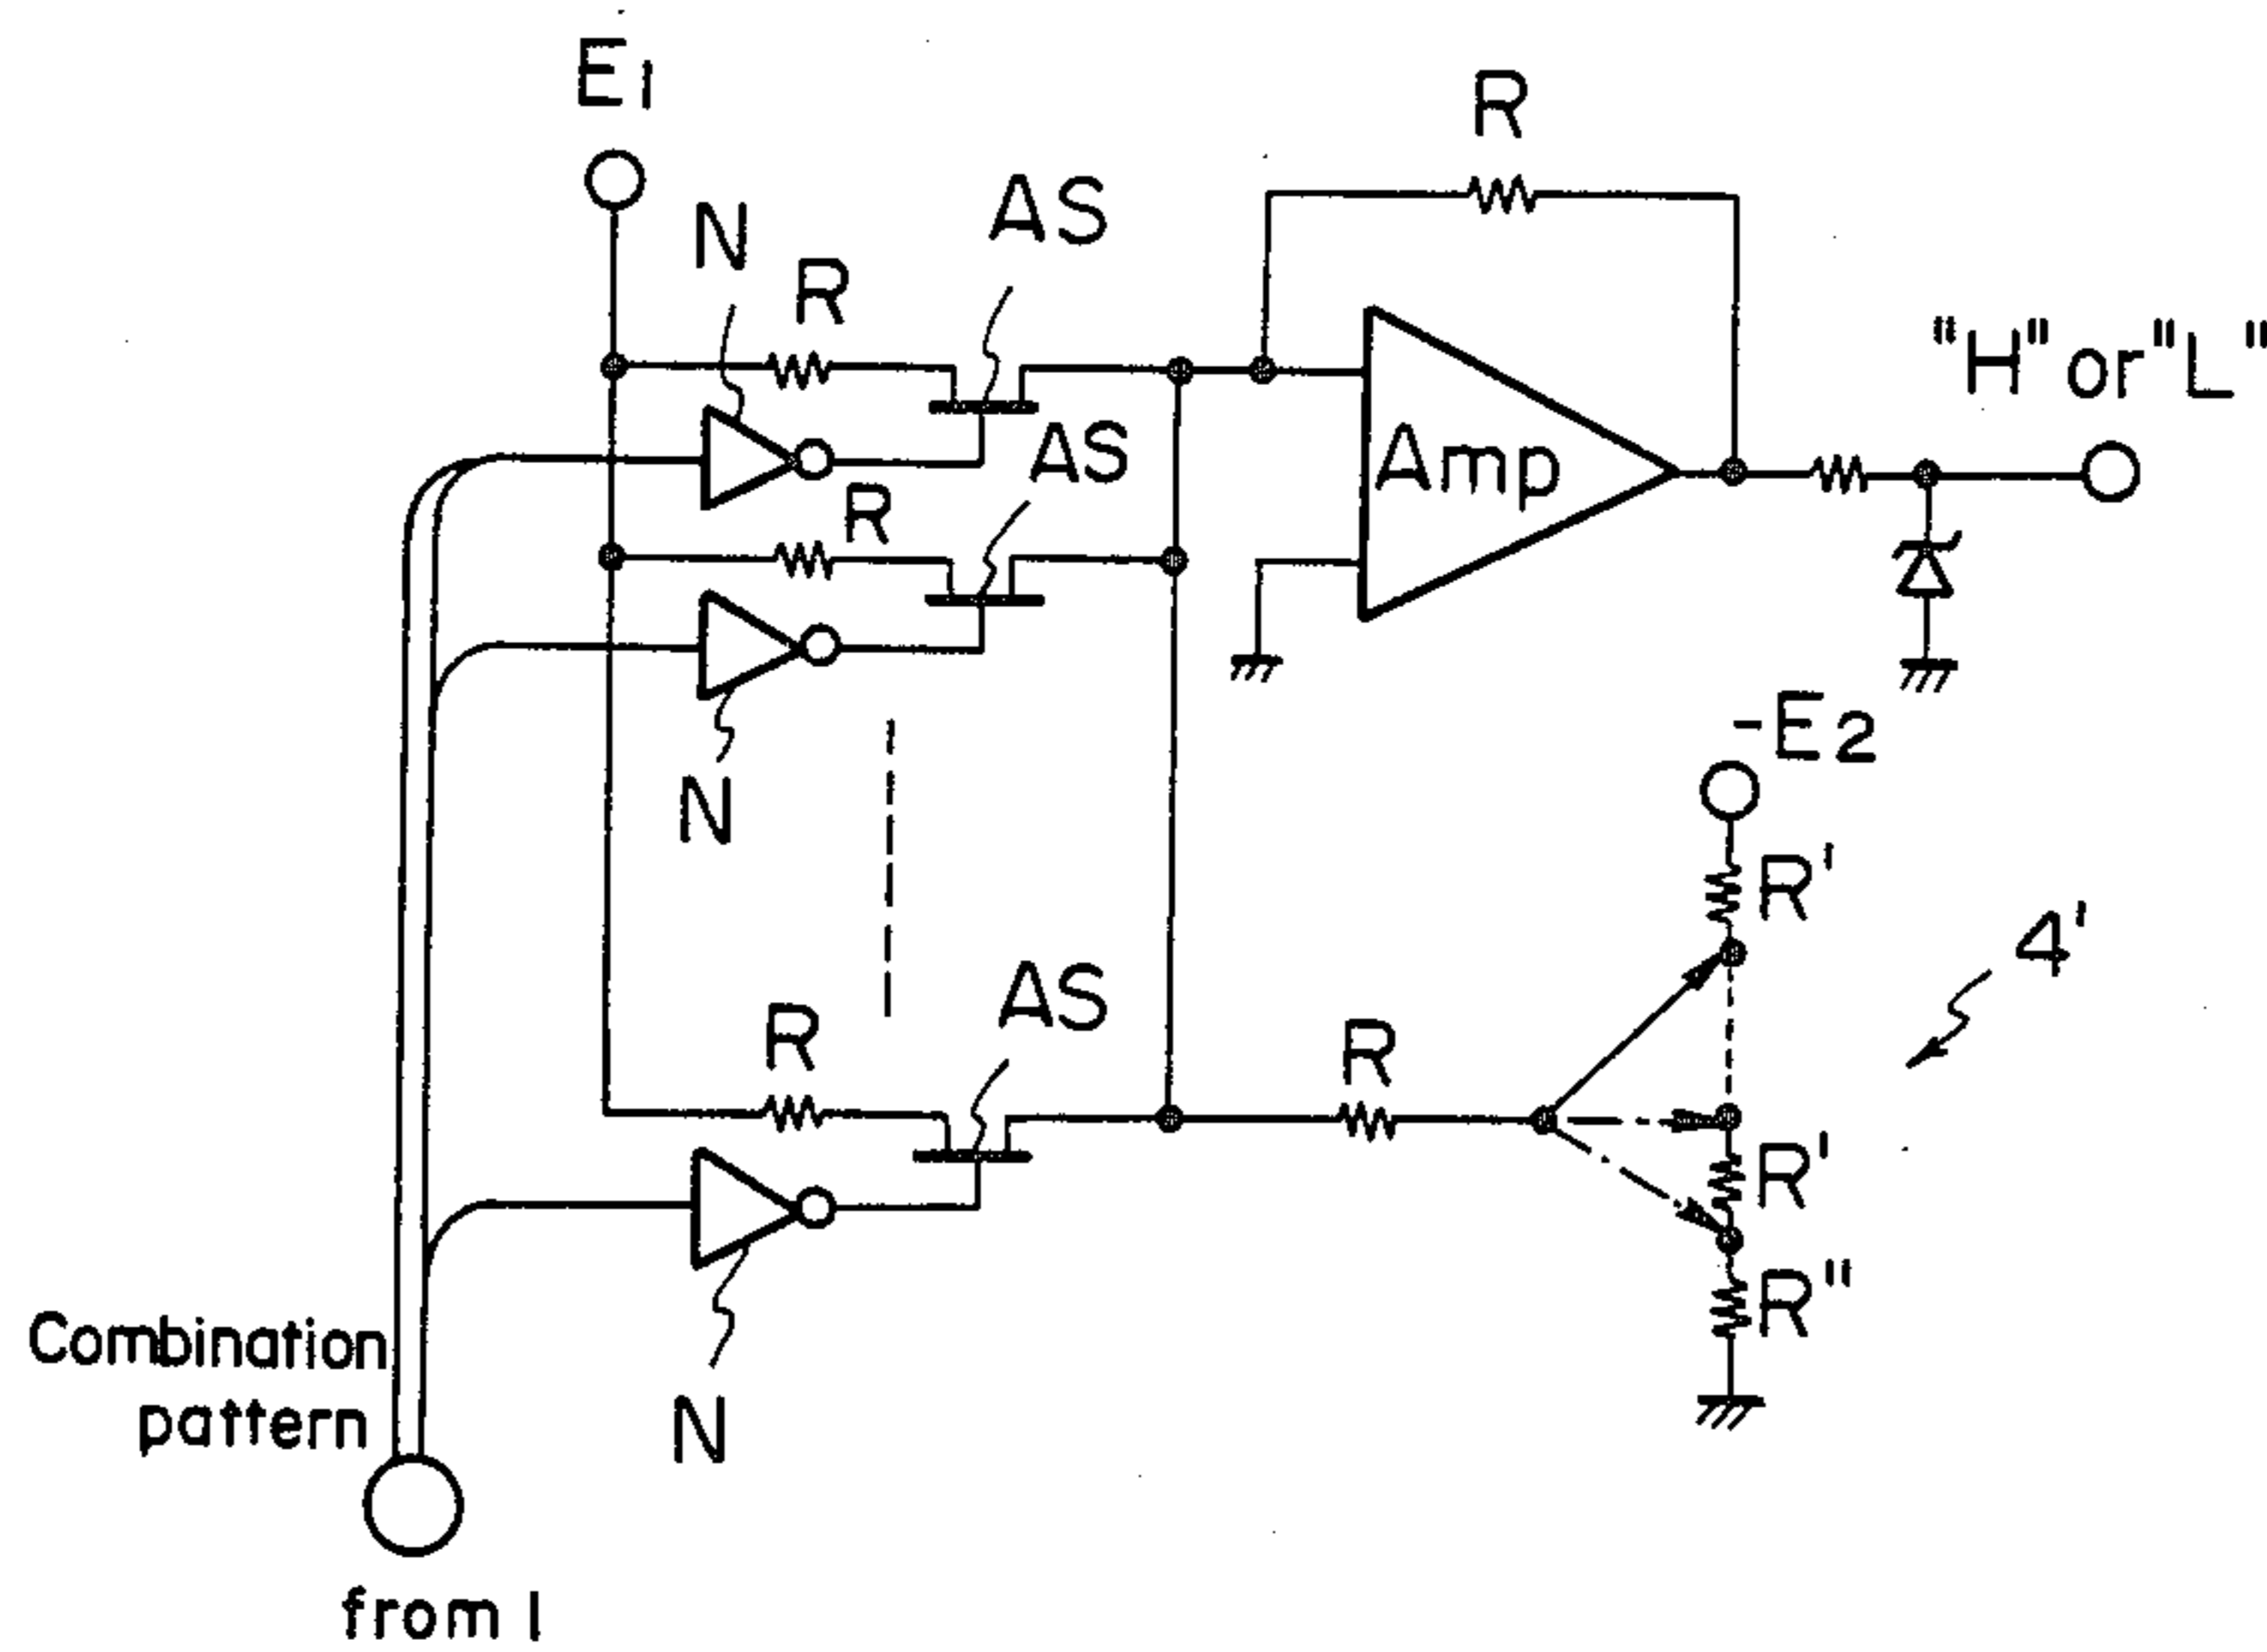 E1
R
N
AS
R
"H" or "L"
AS
Amp
R
-E2
N
R'
4'
AS
R
R
R'
R"
Combination
pattern
N
from 1